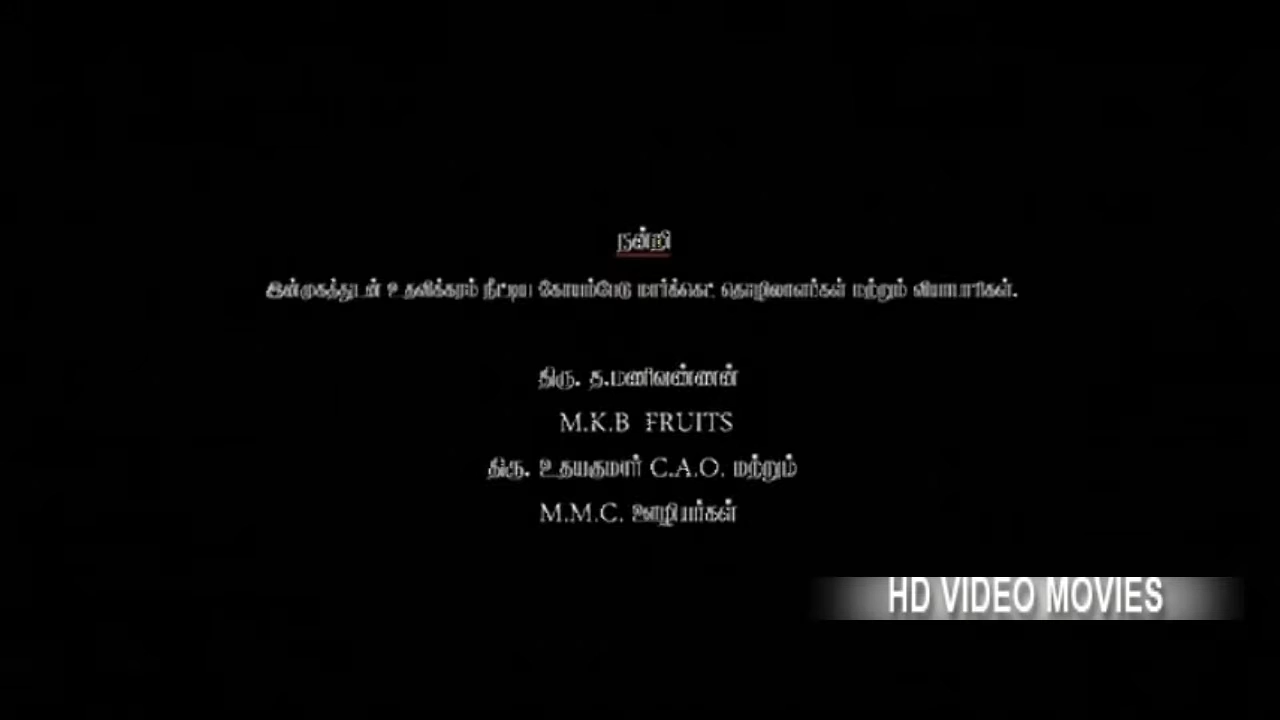 நன்றி
இன்முகத்துடன் உதவிக்கரம் நீட்டிய கோயம்பேடு மார்க்கெட் தொழிலாளர்கள் மற்றும் வியாபாரிகள்.
திரு. த.மணிவண்ணன்
M.K.B FRUITS
திரு. உதயகுமார் C.A.O. மற்றும்
M.M.C. ஊழியர்கள்
HD VIDEO MOVIES